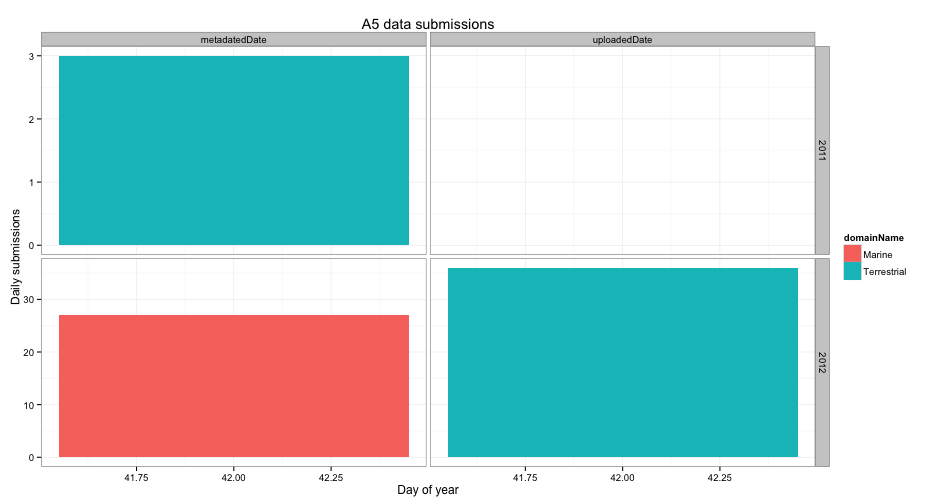 A5 data submissions
metadatedDate
uploadedDate
3
2
1
0
2011
Daily submissions
30
20
10
0
2012
41.75
42.00
42.25
41.75
42.00
42.25
Day of year
domainName
Marine
Terrestrial